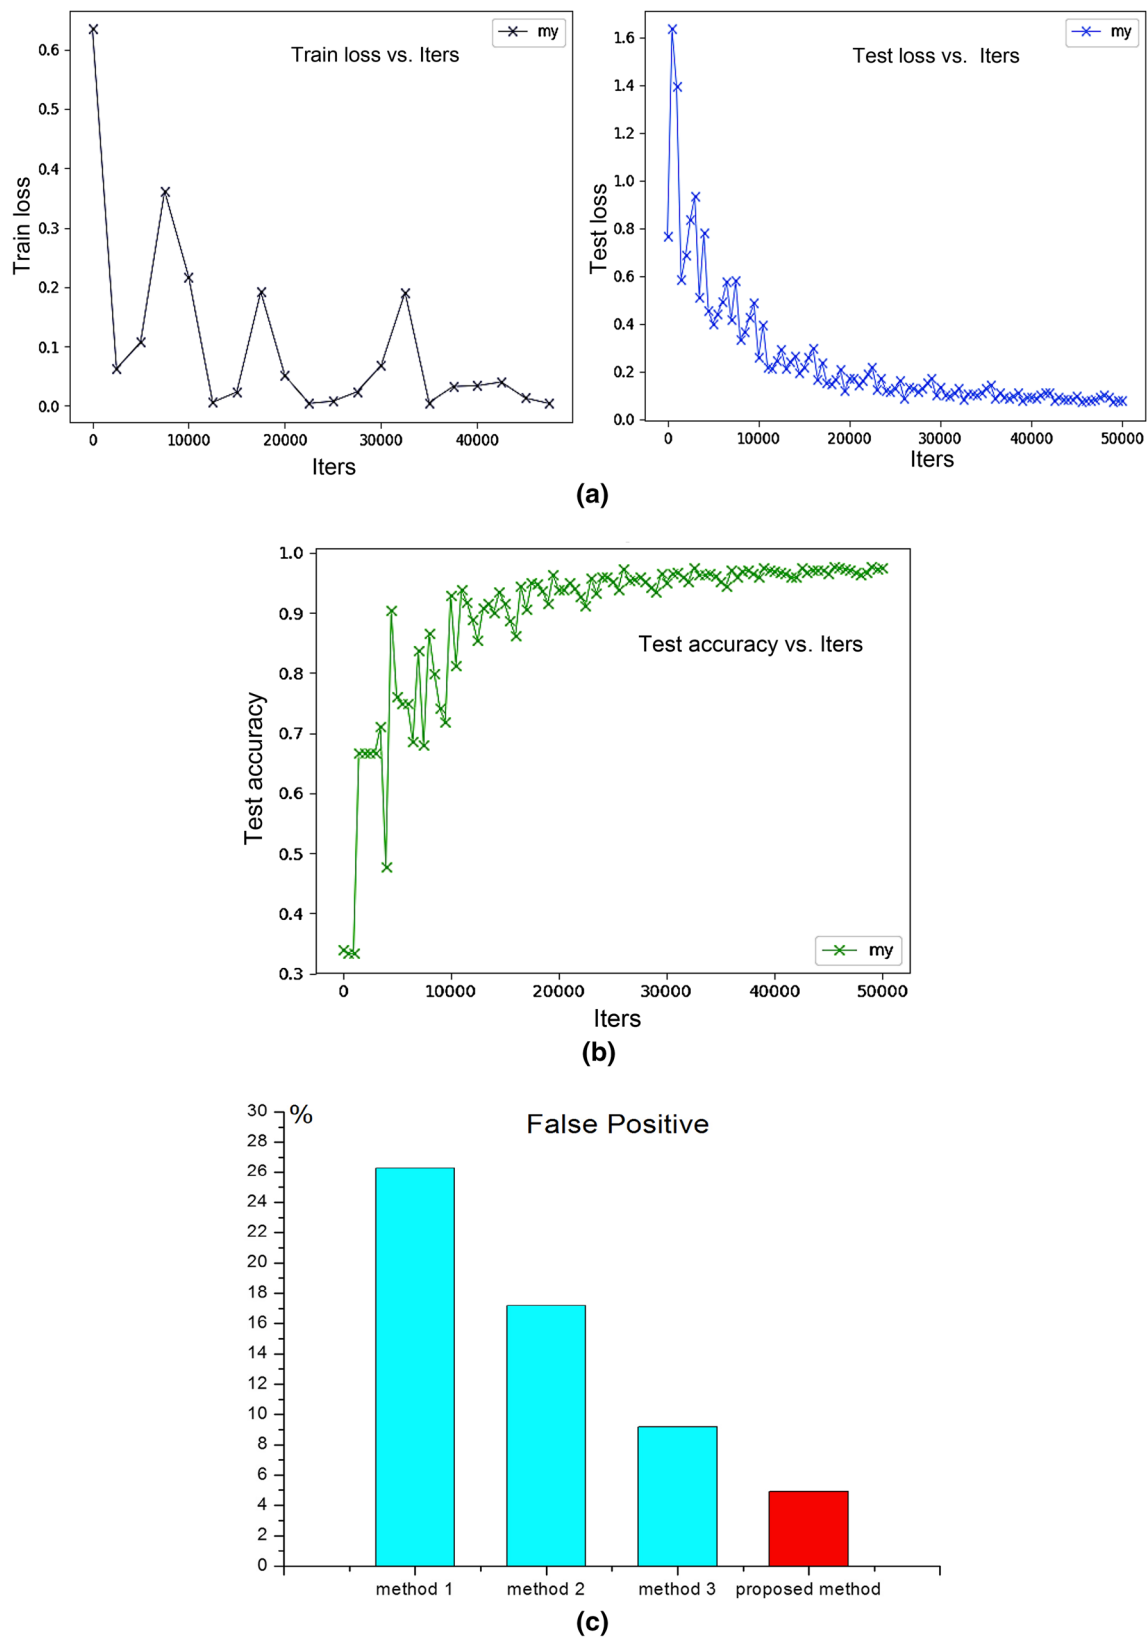 my
Train loss vs. Iters
0.6
0.5
0.4
0.3
0.2
0.1
0.0
Train loss
0 10000 20000 30000 40000
Iters
my
Test loss vs. Iters
1.6
1.4
1.2
1.0
0.8
0.6
0.4
0.2
0.0
Test loss
0 10000 20000 30000 40000 50000
Iters
(a)
1.0
0.9
0.8
0.7
0.6
0.5
0.4
0.3
Test accuracy
Test accuracy vs. Iters
my
0 10000 20000 30000 40000 50000
Iters
(b)
False Positive
%
30
28
26
24
22
20
18
16
14
12
10
8
6
4
2
0
method 1 method 2 method 3 proposed method
(c)